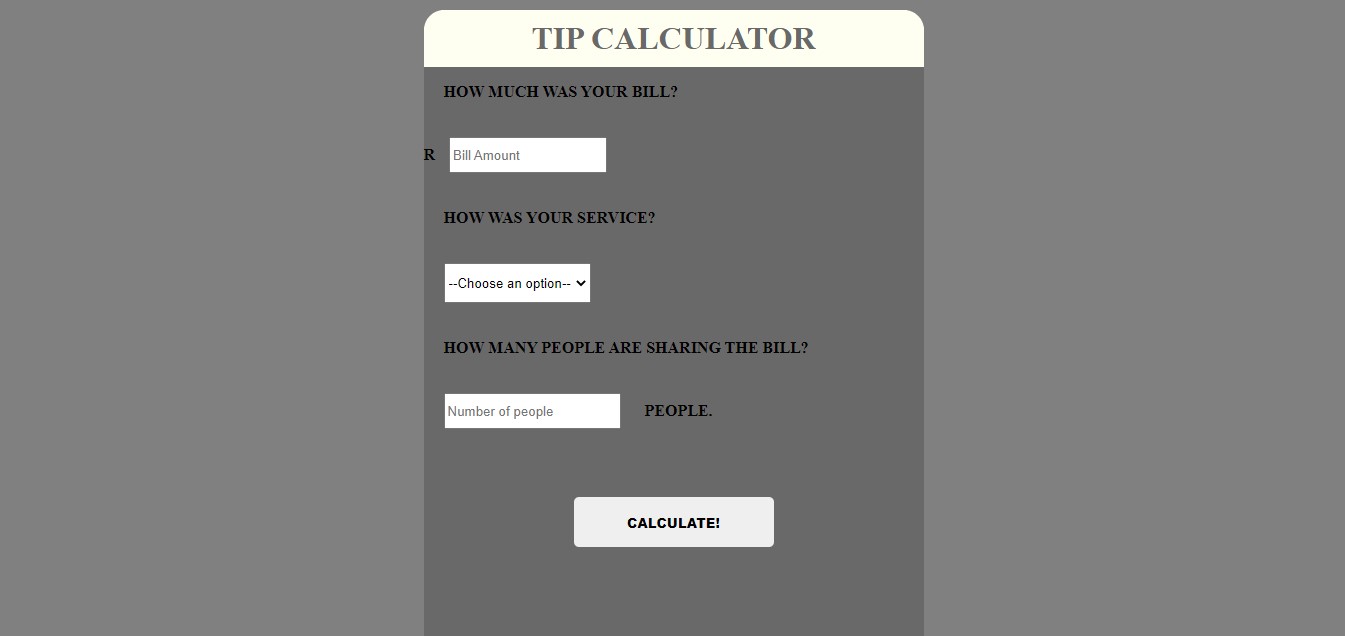 TIP CALCULATOR
HOW MUCH WAS YOUR BILL?
R Bill Amount
HOW WAS YOUR SERVICE?
--Choose an option--
HOW MANY PEOPLE ARE SHARING THE BILL?
Number of people PEOPLE.
CALCULATE!